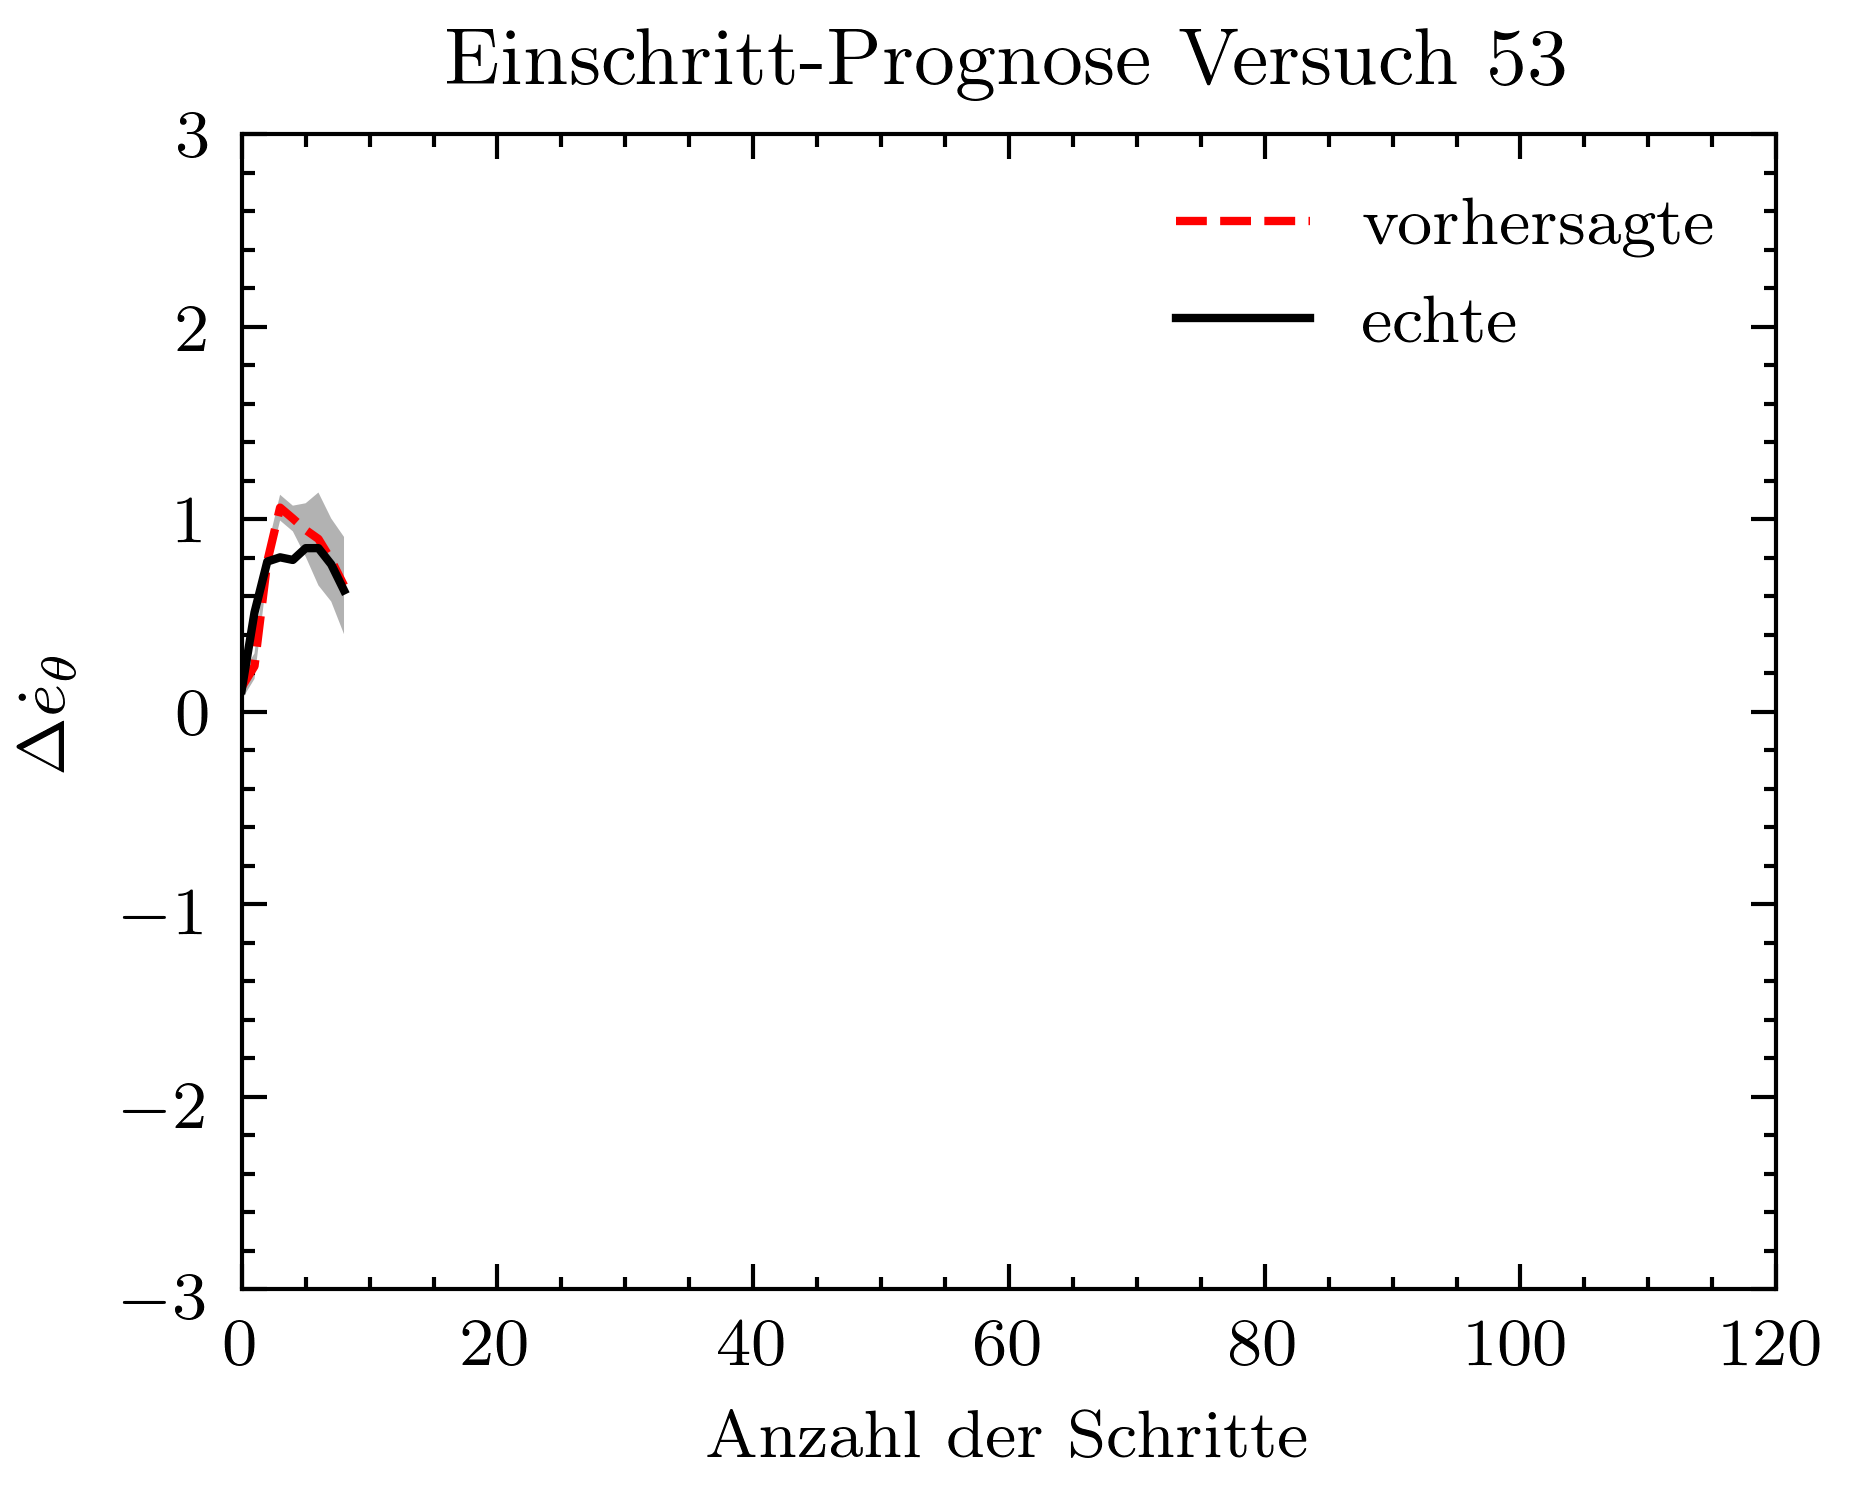 Einschritt-Prognose Versuch 53
3
2
1
0
−1
−2
−3
Δėθ
vorhersagte
echte
0 20 40 60 80 100 120
Anzahl der Schritte